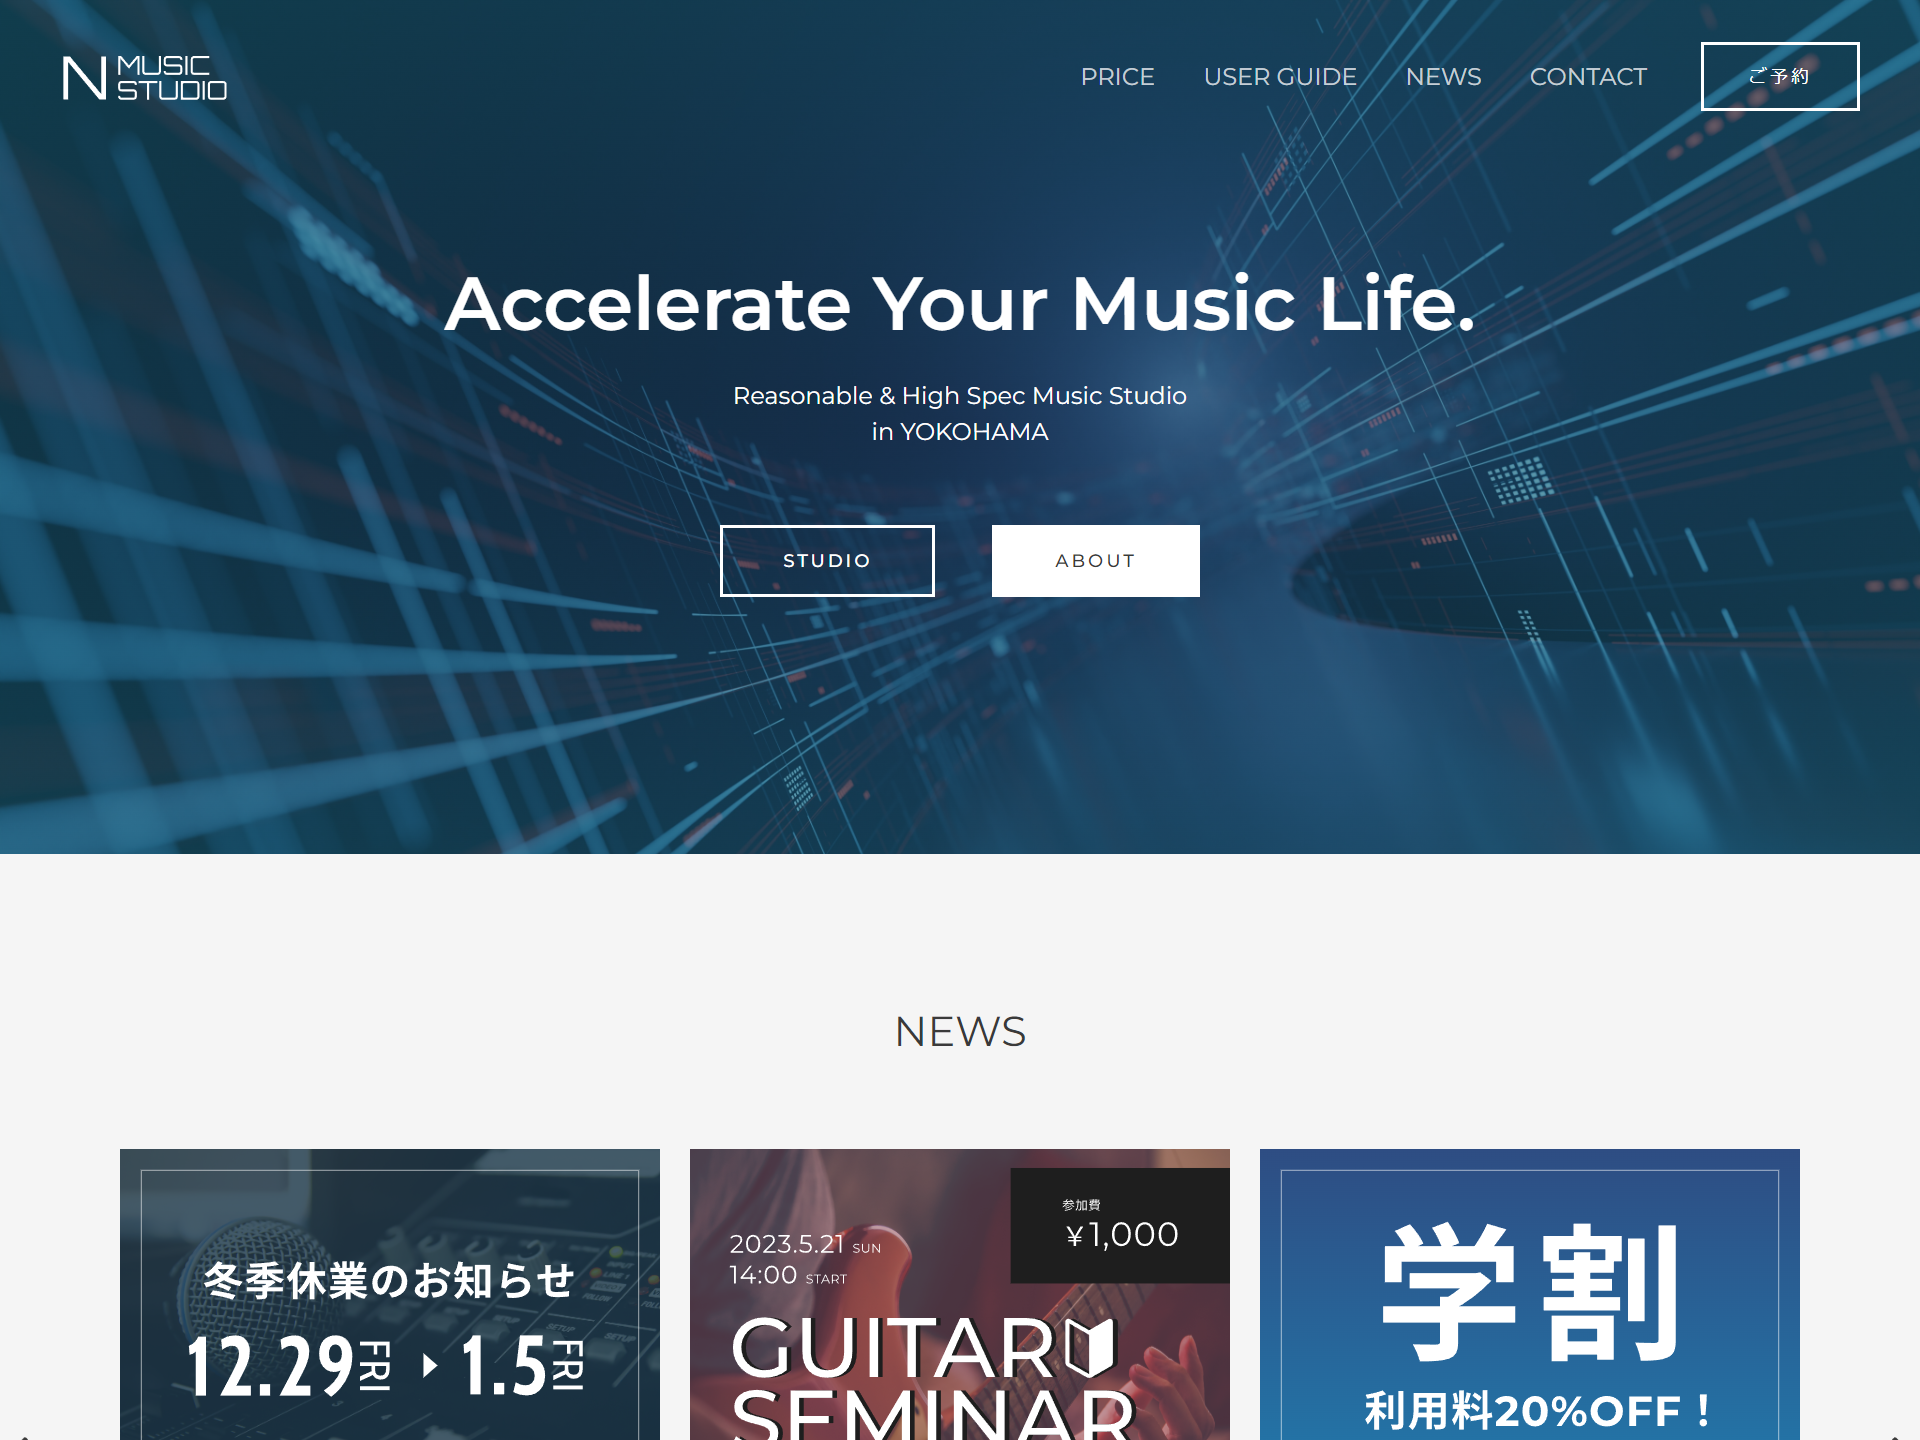 N MUSIC
STUDIO
PRICE
USER GUIDE
NEWS
CONTACT
ご予約
Accelerate Your Music Life.
Reasonable & High Spec Music Studio
in YOKOHAMA
STUDIO
ABOUT
NEWS
冬季休業のお知らせ
12.29 FRI ▶ 1.5 FRI
参加費
¥1,000
2023.5.21 SUN
14:00 START
GUITAR
SEMINAR
学割
利用料20%OFF！